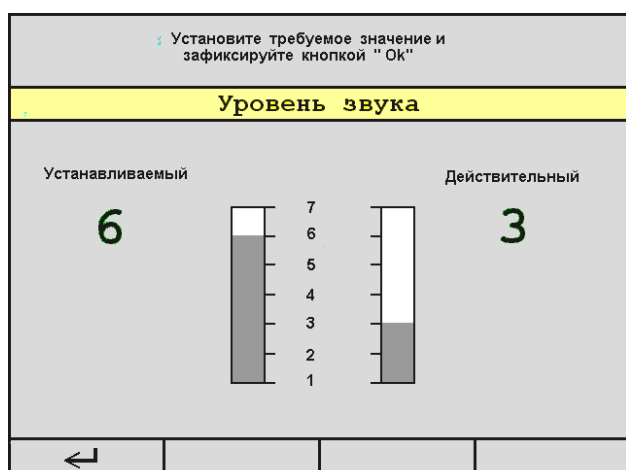 Установите требуемое значение и
зафиксируйте кнопкой " Ok"
Уровень звука
Устанавливаемый
Действительный
6
3
7
6
5
4
3
2
1